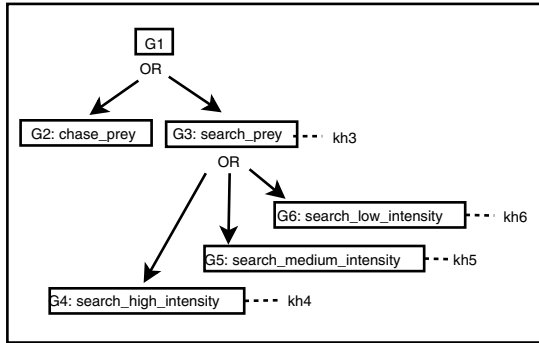 G1
OR
G2: chase_prey
G3: search_prey
kh3
OR
G6: search_low_intensity
kh6
G5: search_medium_intensity
kh5
G4: search_high_intensity
kh4